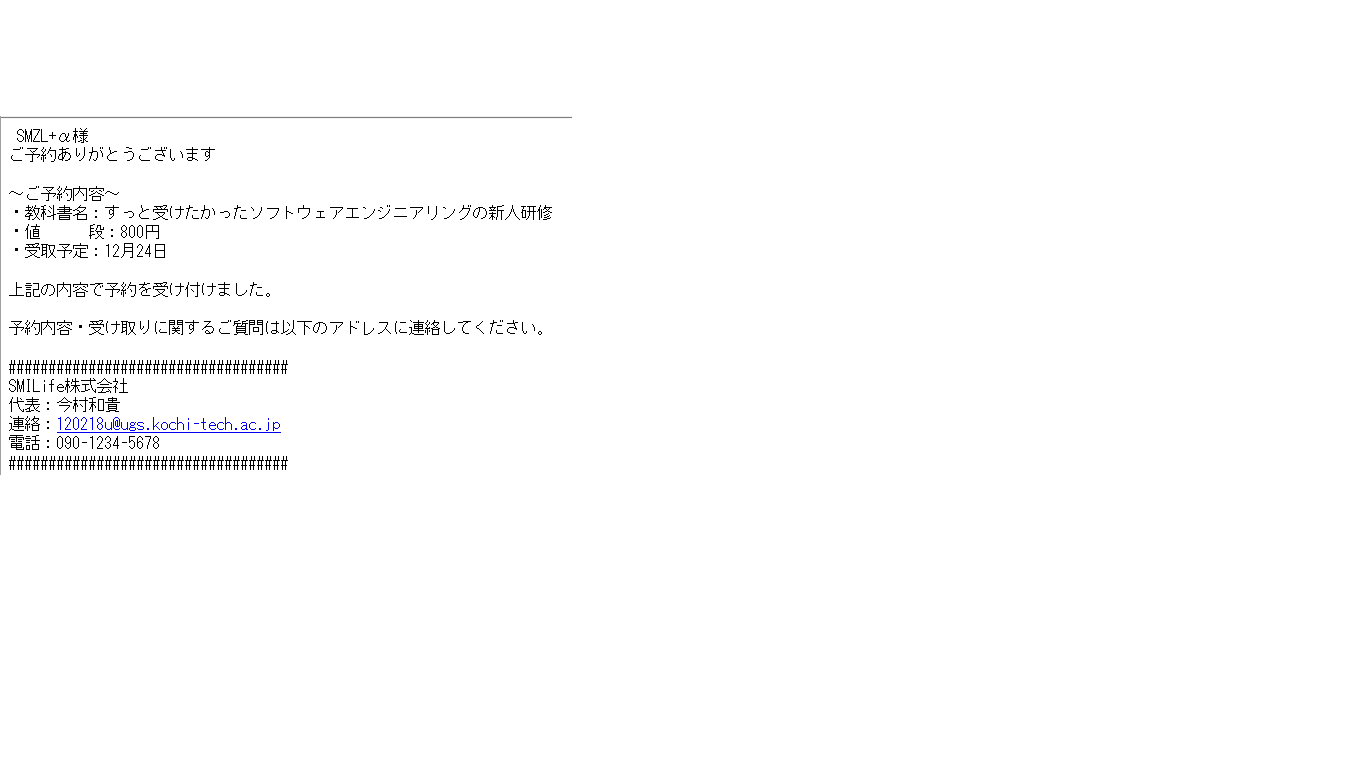 SMZL+α様
ご予約ありがとうございます
～ご予約内容～
・教科書名：すっと受けたかったソフトウェアエンジニアリングの新人研修
・値　　　段：800円
・受取予定：12月24日
上記の内容で予約を受け付けました。
予約内容・受け取りに関するご質問は以下のアドレスに連絡してください。
###################################
SMILife株式会社
代表：今村和貴
連絡：120218u@ugs.kochi-tech.ac.jp
電話：090-1234-5678
###################################